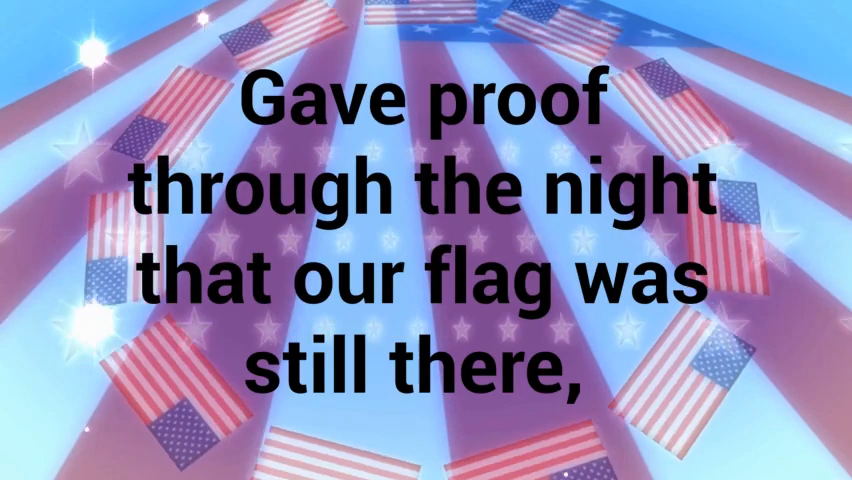 Gave proof
through the night
that our flag was
still there,